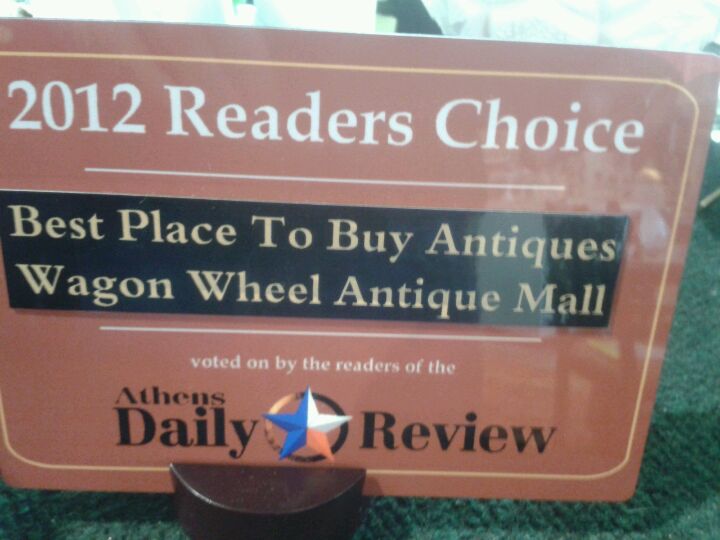 2012 Readers Choice
Best Place To Buy Antiques
Wagon Wheel Antique Mall
voted on by the readers of the
Athens
Daily Review